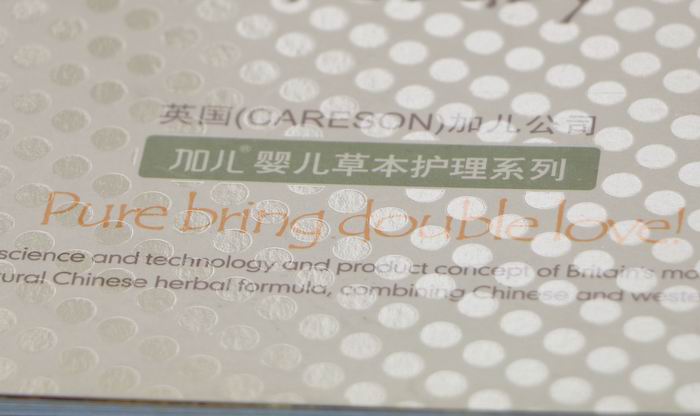 英国(CARESON)加儿公司
加儿® 婴儿草本护理系列
Pure bring double love!
science and technology and product concept of Britain's
Chinese herbal formula, combining Chinese and